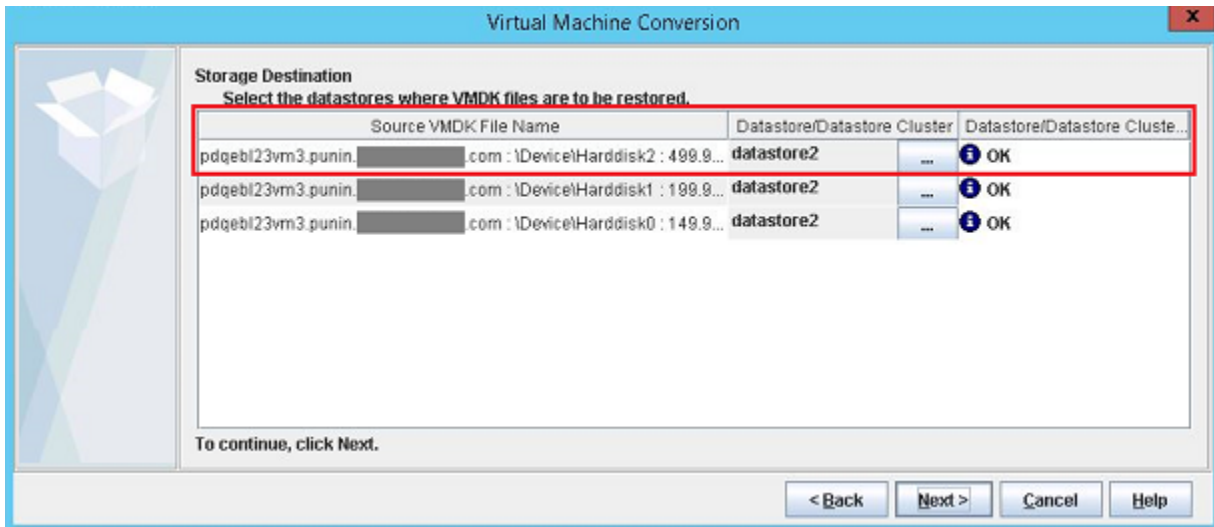 Virtual Machine Conversion
x
Storage Destination
Select the datastores where VMDK files are to be restored.
Source VMDK File Name Datastore/Datastore Cluster Datastore/Datastore Cluste...
pdqebl23vm3.punin. .com : \Device\Harddisk2 : 499.9... datastore2 ... OK
pdqebl23vm3.punin. .com : \Device\Harddisk1 : 199.9... datastore2 ... OK
pdqebl23vm3.punin. .com : \Device\Harddisk0 : 149.9... datastore2 ... OK
To continue, click Next.
< Back Next > Cancel Help